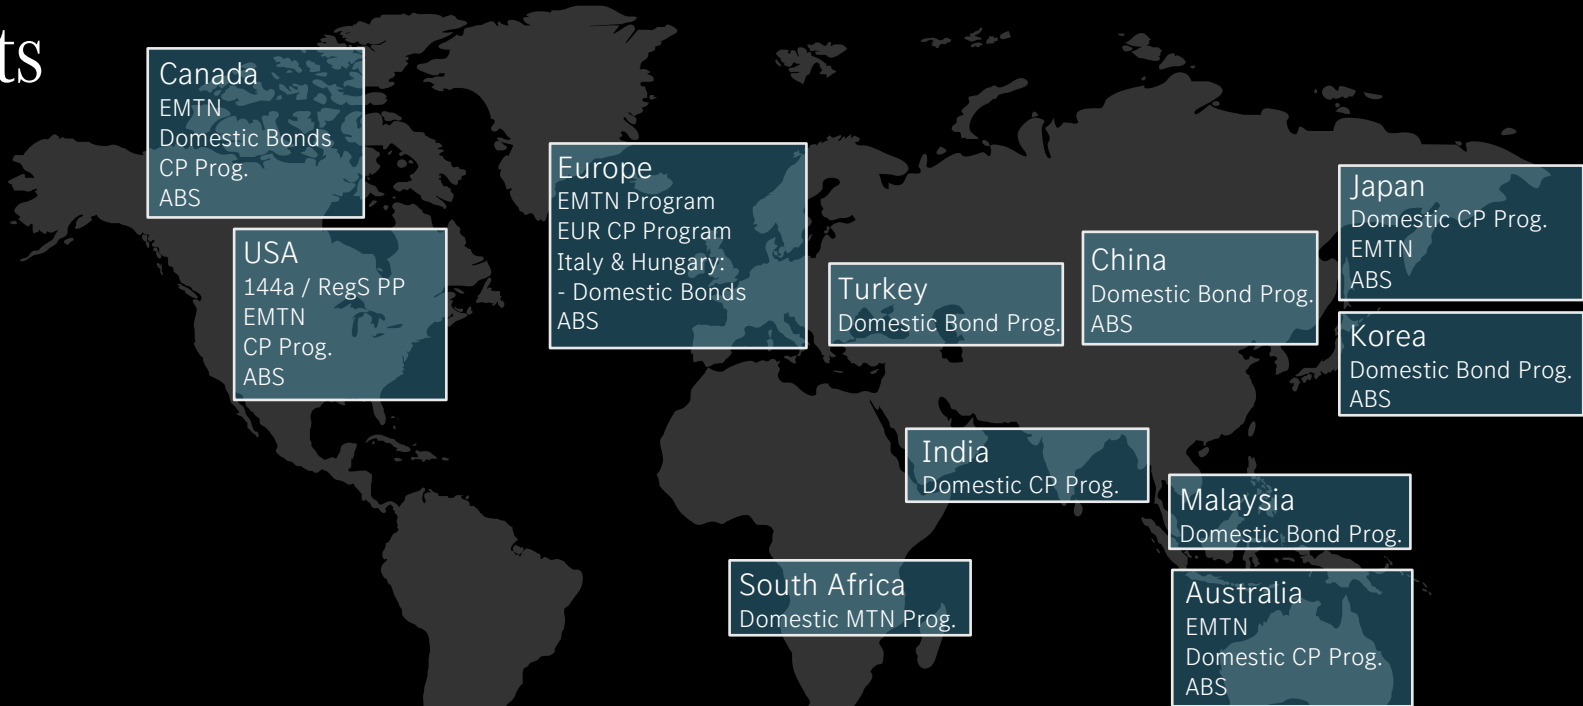 ts
Canada
EMTN
Domestic Bonds
CP Prog.
ABS
USA
144a / RegS PP
EMTN
CP Prog.
ABS
Europe
EMTN Program
EUR CP Program
Italy & Hungary:
- Domestic Bonds
ABS
Turkey
Domestic Bond Prog.
China
Domestic Bond Prog.
ABS
Japan
Domestic CP Prog.
EMTN
ABS
Korea
Domestic Bond Prog.
ABS
India
Domestic CP Prog.
Malaysia
Domestic Bond Prog.
South Africa
Domestic MTN Prog.
Australia
EMTN
Domestic CP Prog.
ABS